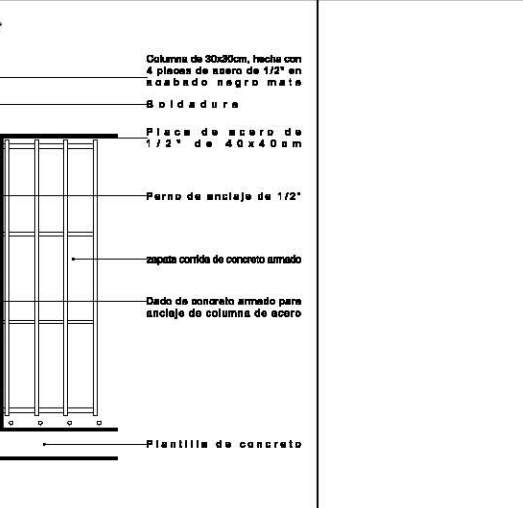 Columna de 30x30cm, hecha con
4 placas de acero de 1/2" en
acabado negro mate
Soldadura
Placa de acero de
1/2" de 40x40cm
Perno de anclaje de 1/2"
zapata corrida de concreto armado
Dado de concreto armado para
anclaje de columna de acero
Plantilla de concreto